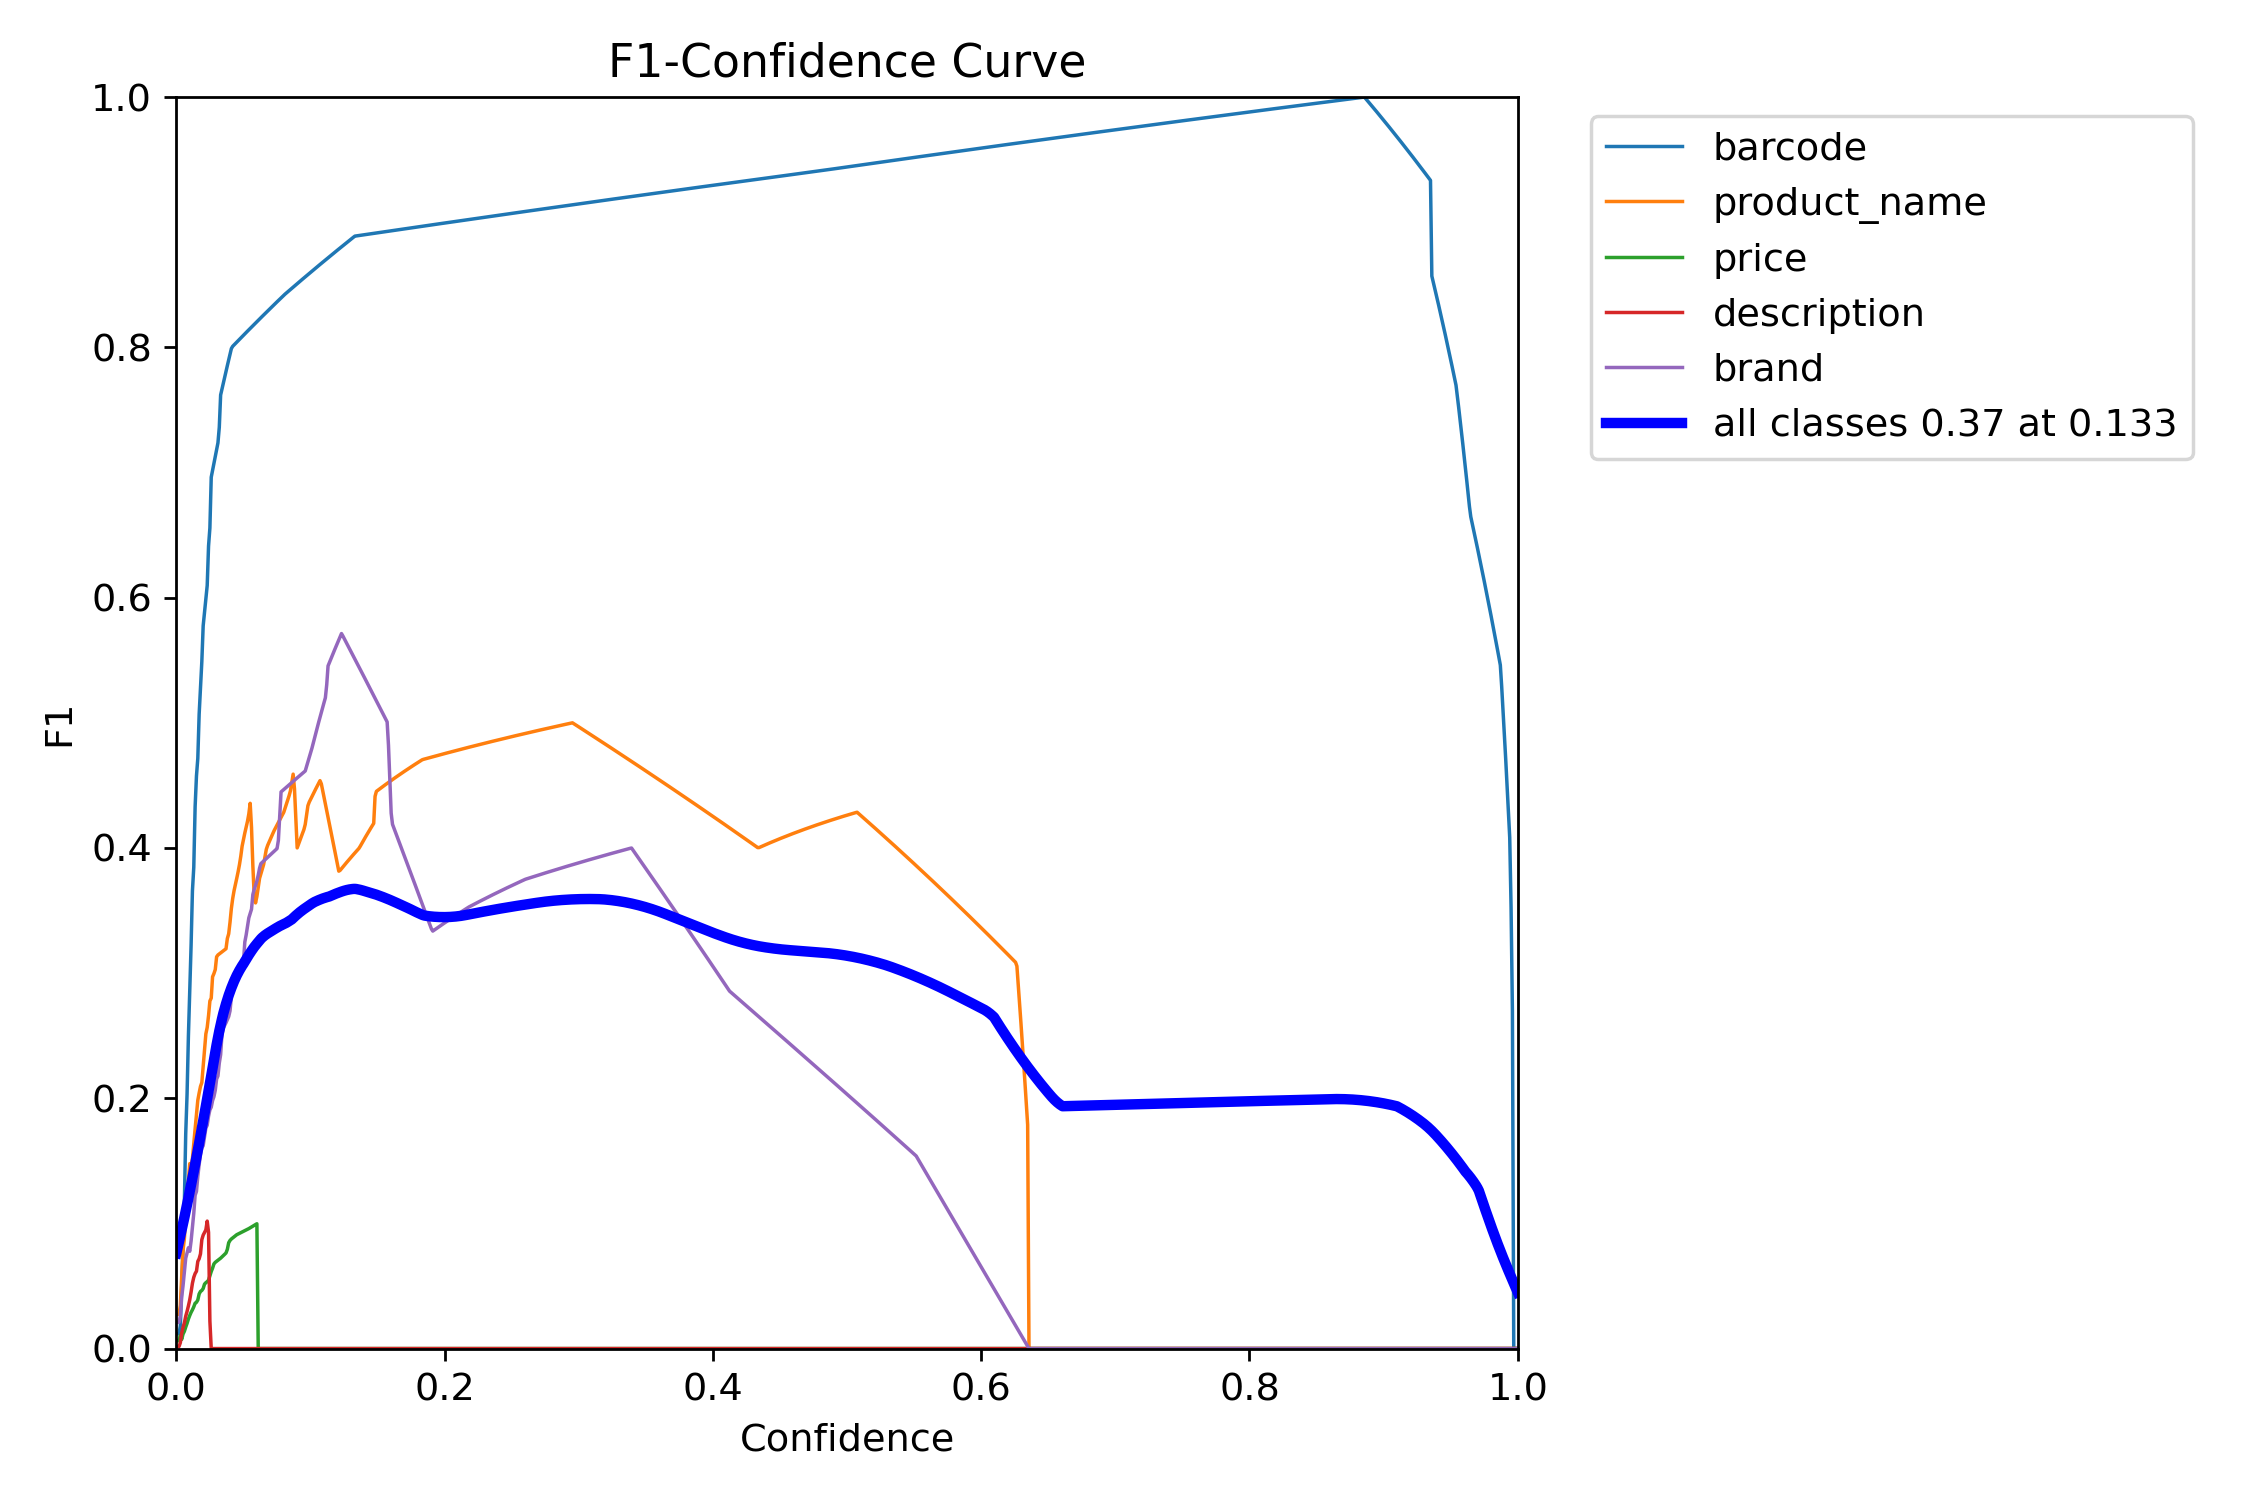 F1-Confidence Curve
1.0
0.8
0.6
0.4
0.2
0.0
F1
0.0 0.2 0.4 0.6 0.8 1.0
Confidence
barcode
product_name
price
description
brand
all classes 0.37 at 0.133